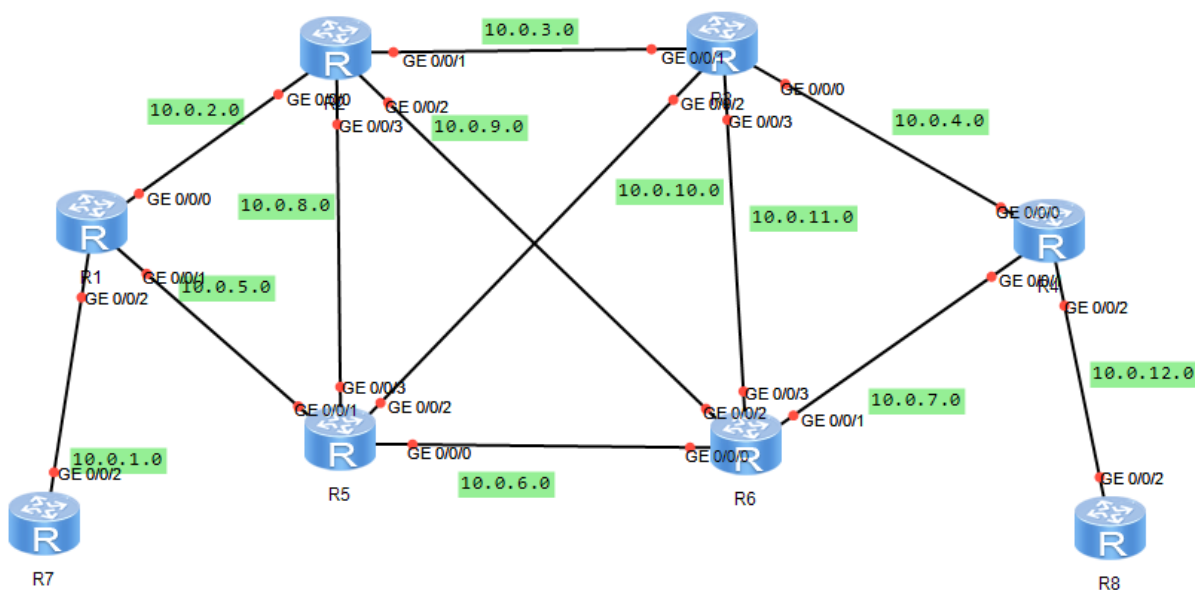 10.0.3.0
GE 0/0/1
GE 0/0/1
R2
R3
GE 0/0/0
GE 0/0/2
GE 0/0/3
GE 0/0/2
GE 0/0/0
GE 0/0/3
10.0.2.0
10.0.9.0
10.0.4.0
10.0.8.0
10.0.10.0
10.0.11.0
GE 0/0/0
GE 0/0/0
R1
GE 0/0/1
GE 0/0/2
10.0.5.0
R4
GE 0/0/2
10.0.12.0
GE 0/0/3
GE 0/0/1
GE 0/0/2
GE 0/0/3
GE 0/0/2
GE 0/0/1
10.0.7.0
GE 0/0/0
GE 0/0/0
10.0.1.0
GE 0/0/2
R5
10.0.6.0
R6
GE 0/0/2
R7
R8
R
R
R
R
R
R
R
R